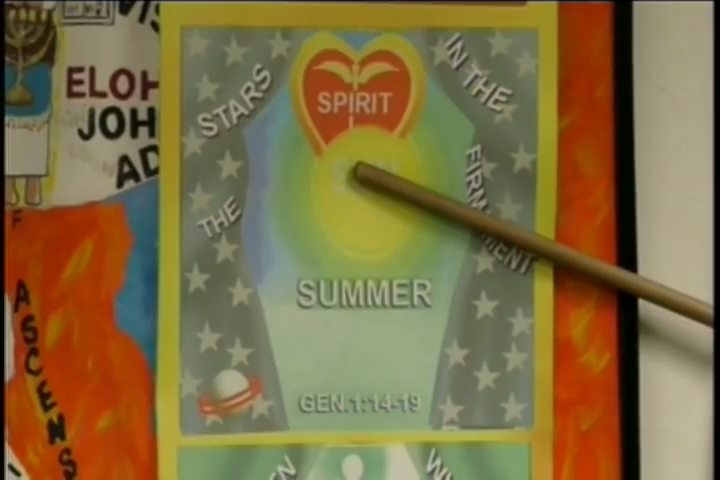 ELOH
JOH
AD
F
ASCENS
THE STARS
IN THE FIRMAMENT
SPIRIT
SUMMER
GEN.1:14-19